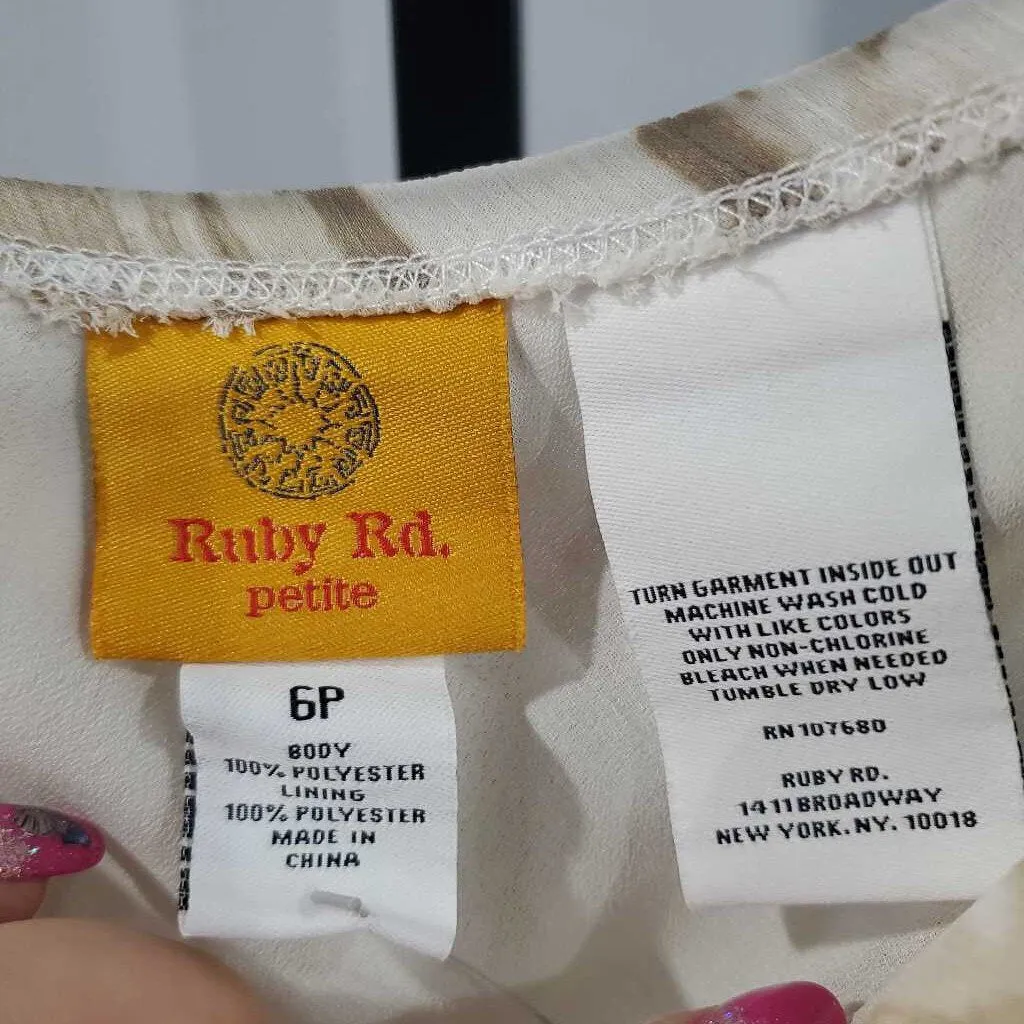 Ruby Rd.
petite
6P
BODY
100% POLYESTER
LINING
100% POLYESTER
MADE IN
CHINA
TURN GARMENT INSIDE OUT
MACHINE WASH COLD
WITH LIKE COLORS
ONLY NON-CHLORINE
BLEACH WHEN NEEDED
TUMBLE DRY LOW
RN 107680
RUBY RD.
1411 BROADWAY
NEW YORK. NY. 10018